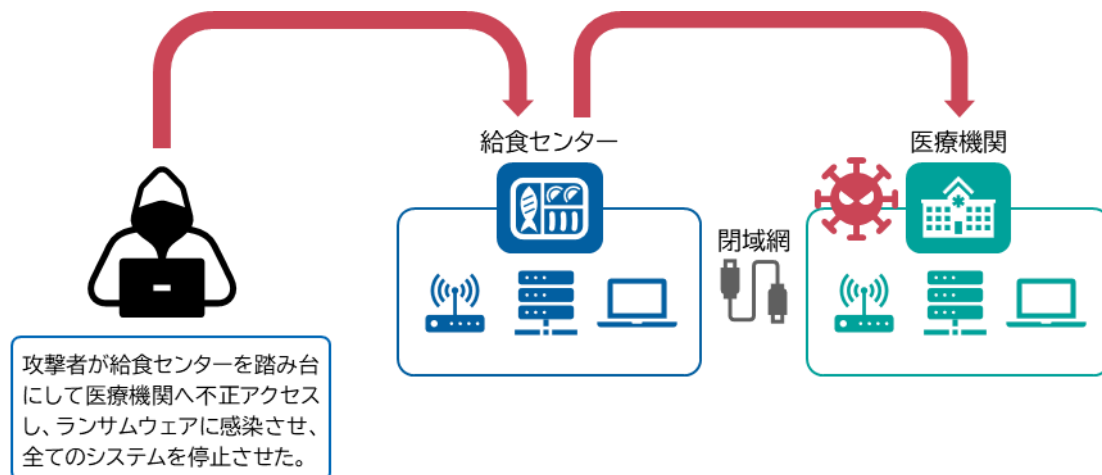 給食センター
医療機関
閉域網
攻撃者が給食センターを踏み台
にして医療機関へ不正アクセス
し、ランサムウェアに感染させ、
全てのシステムを停止させた。